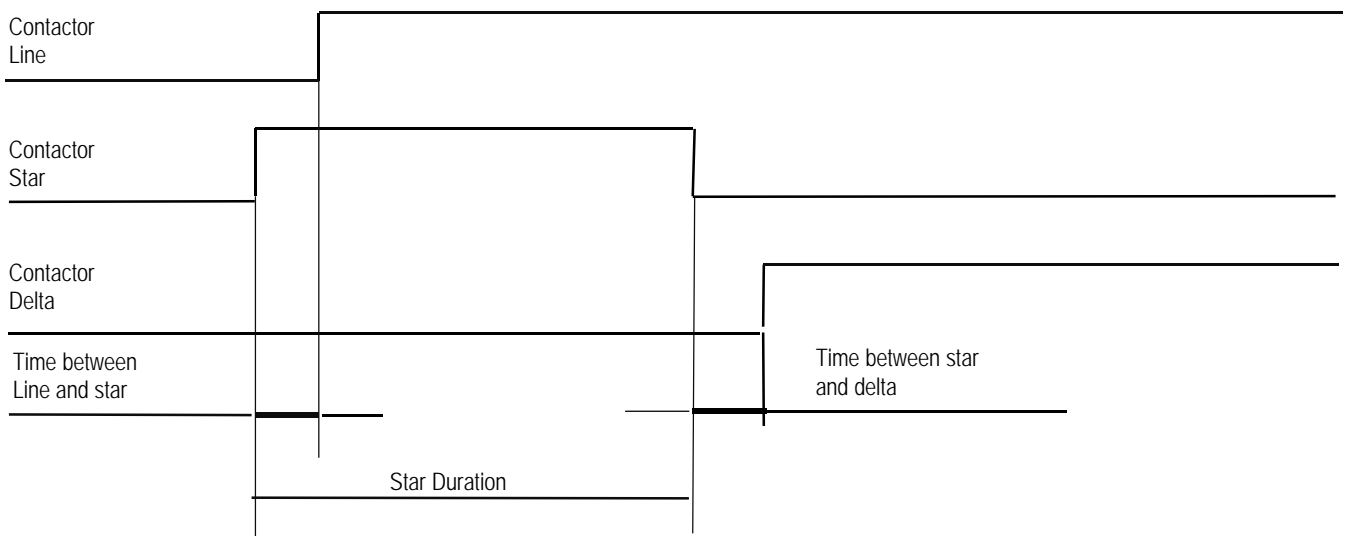 Contactor
Line
Contactor
Star
Contactor
Delta
Time between
Line and star
Time between star
and delta
Star Duration